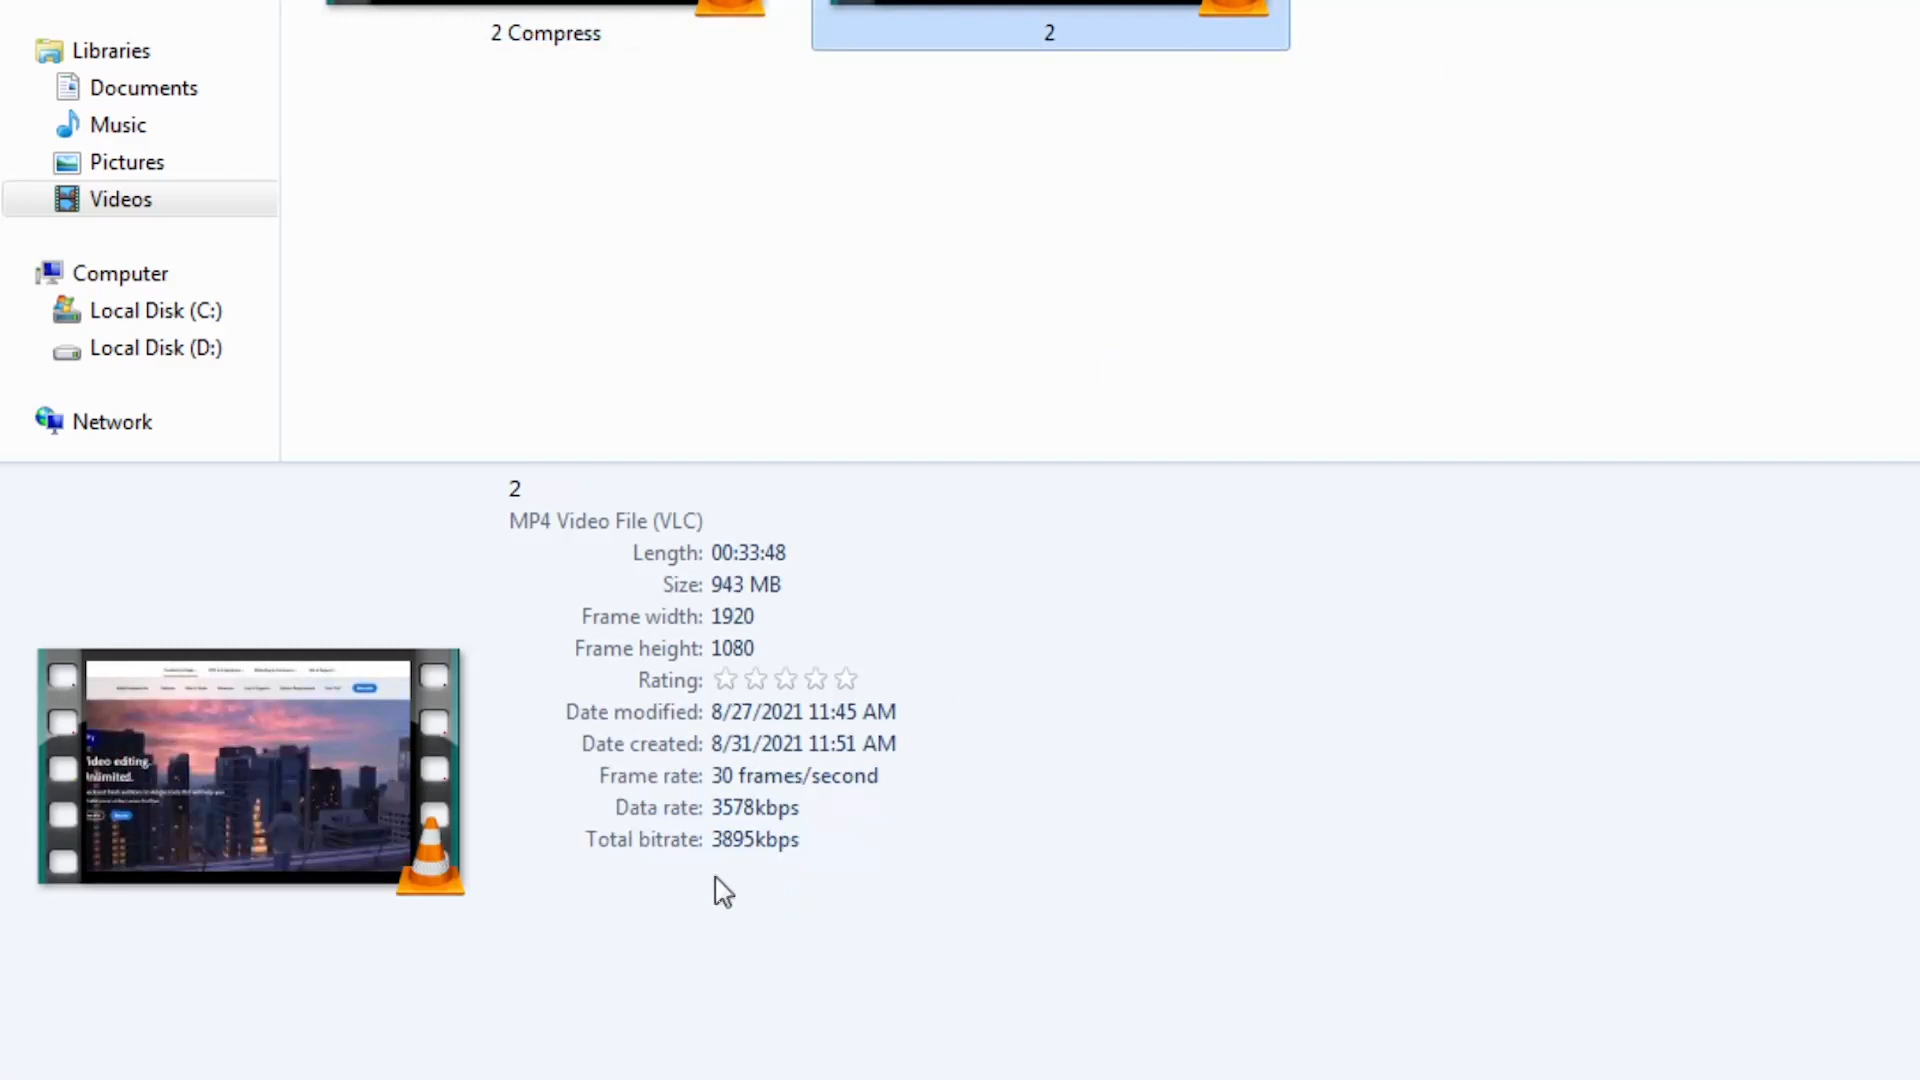 2 Compress
2
Libraries
Documents
Music
Pictures
Videos
Computer
Local Disk (C:)
Local Disk (D:)
Network
2
MP4 Video File (VLC)
Length: 00:33:48
Size: 943 MB
Frame width: 1920
Frame height: 1080
Rating:
Date modified: 8/27/2021 11:45 AM
Date created: 8/31/2021 11:51 AM
Frame rate: 30 frames/second
Data rate: 3578kbps
Total bitrate: 3895kbps
editing.
Unlimited.